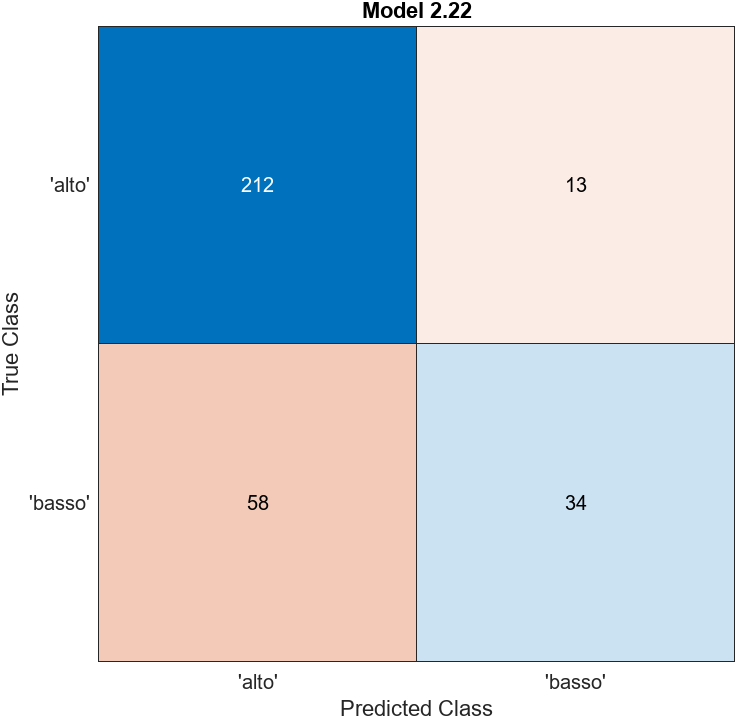 Model 2.22
'alto'
212
13
True Class
'basso'
58
34
'alto'
'basso'
Predicted Class